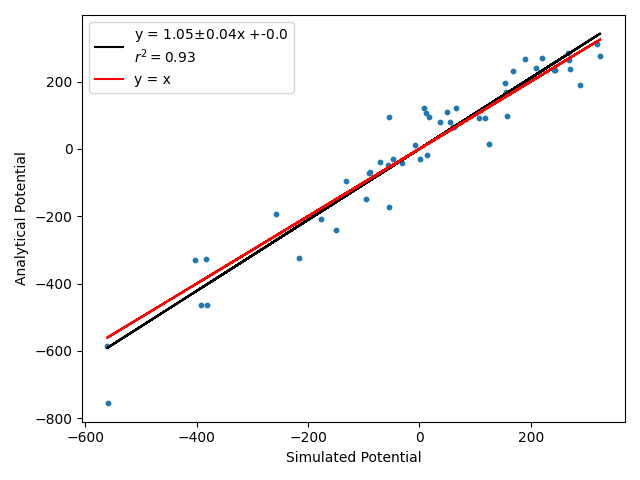 y = 1.05±0.04x +-0.0
r² = 0.93
y = x
200
0
−200
−400
−600
−800
Analytical Potential
−600
−400
−200
0
200
Simulated Potential